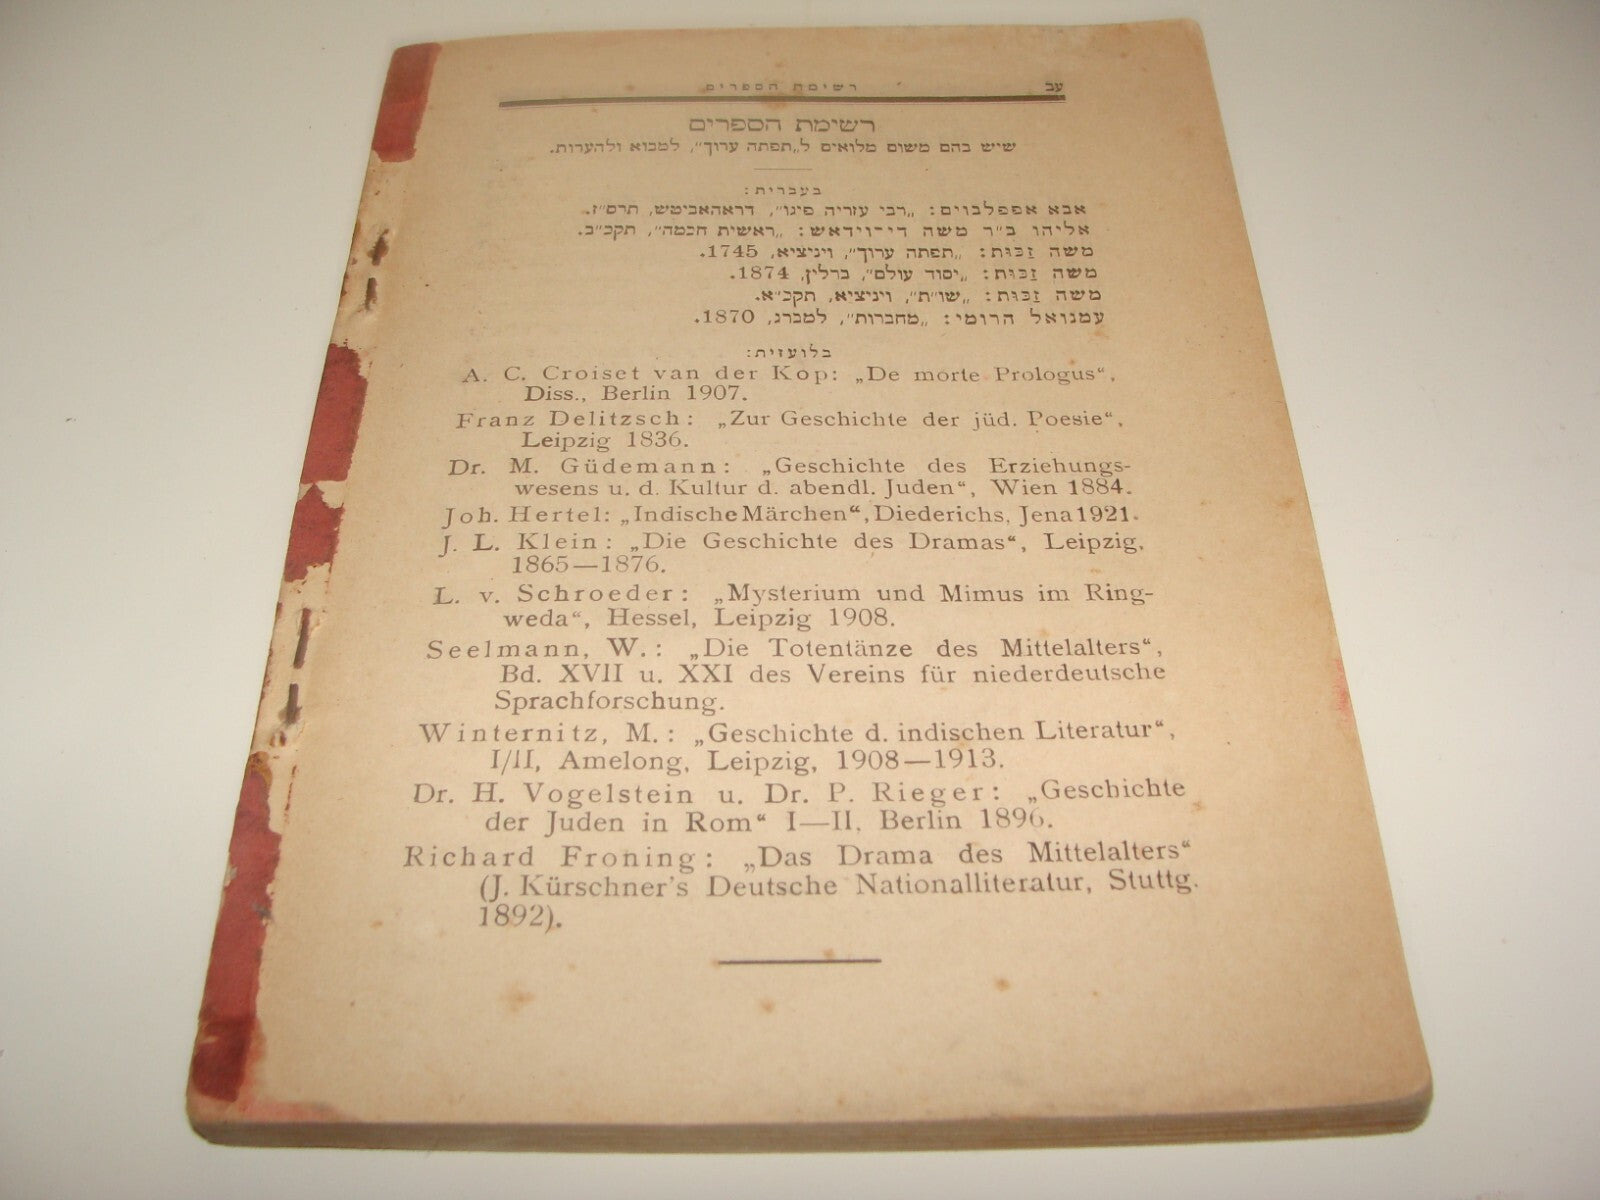 עב רשימת הספרים
רשימת הספרים
שיש בהם משום מלואים ל„תפתה ערוך״, למבוא ולהערות.
בעברית:
אבא אפפלבוים: „רבי עזריה פיגו״, דראהאביטש, תרס״ז.
אליהו ב״ר משה די־וידאש: „ראשית חכמה״, תקכ״ב.
משה זַכּוּת: „תפתה ערוך״, ויניציא, 1745.
משה זַכּוּת: „יסוד עולם״, ברלין, 1874.
משה זַכּוּת: „שו״ת״, ויניציא, תקכ״א.
עמנואל הרומי: „מחברות״, למברג, 1870.
בלועזית:
A. C. Croiset van der Kop: „De morte Prologus“,
Diss., Berlin 1907.
Franz Delitzsch: „Zur Geschichte der jüd. Poesie“,
Leipzig 1836.
Dr. M. Güdemann: „Geschichte des Erziehungs-
wesens u. d. Kultur d. abendl. Juden“, Wien 1884.
Joh. Hertel: „Indische Märchen“, Diederichs, Jena 1921.
J. L. Klein: „Die Geschichte des Dramas“, Leipzig,
1865—1876.
L. v. Schroeder: „Mysterium und Mimus im Ring-
weda“, Hessel, Leipzig 1908.
Seelmann, W.: „Die Totentänze des Mittelalters“,
Bd. XVII u. XXI des Vereins für niederdeutsche
Sprachforschung.
Winternitz, M.: „Geschichte d. indischen Literatur“,
I/II, Amelong, Leipzig, 1908—1913.
Dr. H. Vogelstein u. Dr. P. Rieger: „Geschichte
der Juden in Rom“ I—II, Berlin 1896.
Richard Froning: „Das Drama des Mittelalters“
(J. Kürschner's Deutsche Nationalliteratur, Stuttg.
1892).